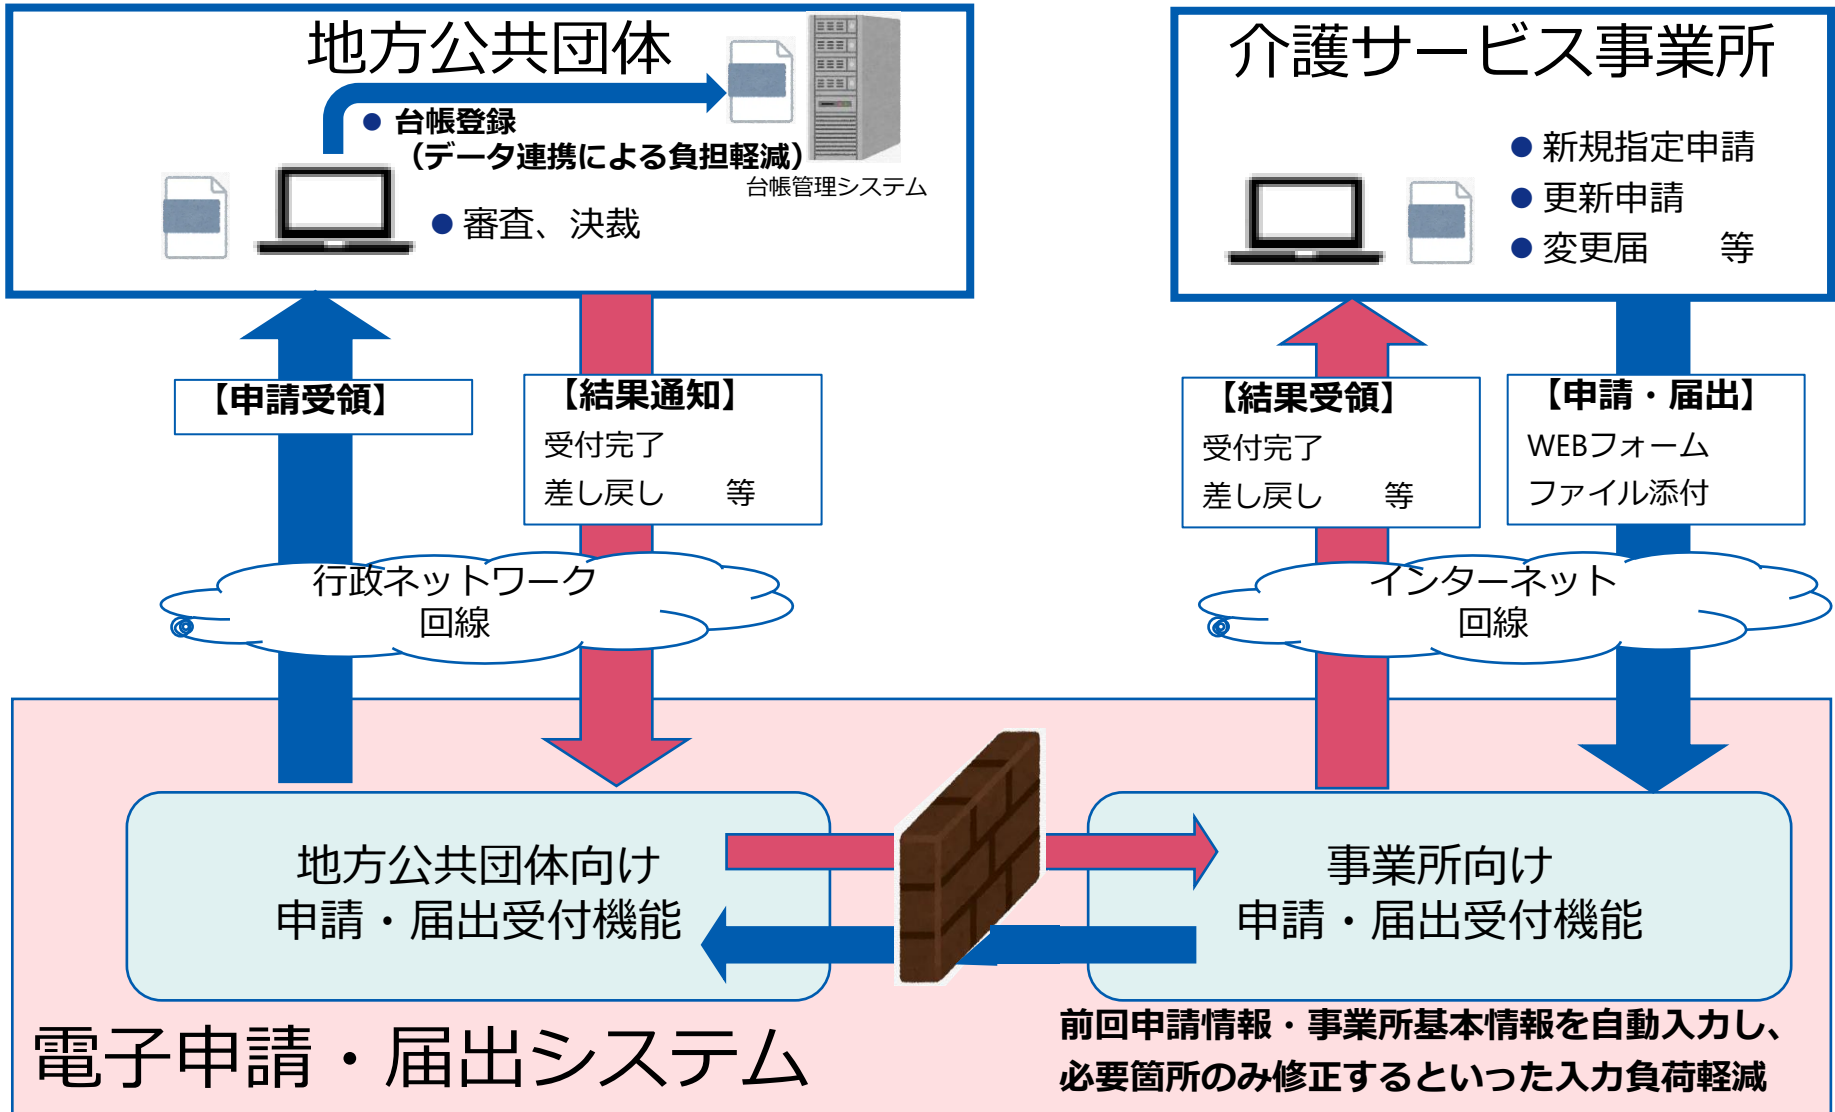 地方公共団体
● 台帳登録
（データ連携による負担軽減）
台帳管理システム
● 審査、決裁
介護サービス事業所
● 新規指定申請
● 更新申請
● 変更届　　等
【申請受領】
【結果通知】
受付完了
差し戻し　　等
【結果受領】
受付完了
差し戻し　　等
【申請・届出】
WEBフォーム
ファイル添付
行政ネットワーク
回線
インターネット
回線
地方公共団体向け
申請・届出受付機能
事業所向け
申請・届出受付機能
電子申請・届出システム
前回申請情報・事業所基本情報を自動入力し、
必要箇所のみ修正するといった入力負荷軽減